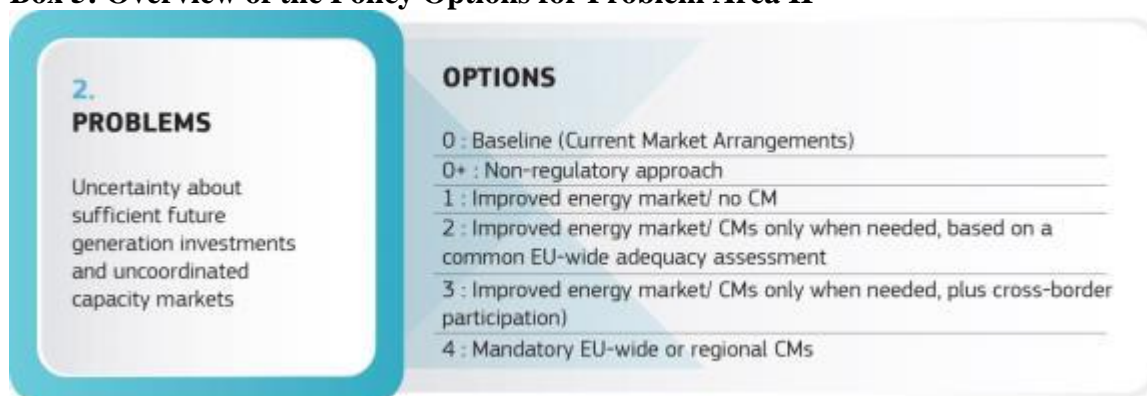 Box 5: Overview of the Policy Options for Problem Area II
2.
PROBLEMS
Uncertainty about
sufficient future
generation investments
and uncoordinated
capacity markets
OPTIONS
0 : Baseline (Current Market Arrangements)
0+ : Non-regulatory approach
1 : Improved energy market/ no CM
2 : Improved energy market/ CMs only when needed, based on a
common EU-wide adequacy assessment
3 : Improved energy market/ CMs only when needed, plus cross-border
participation)
4 : Mandatory EU-wide or regional CMs